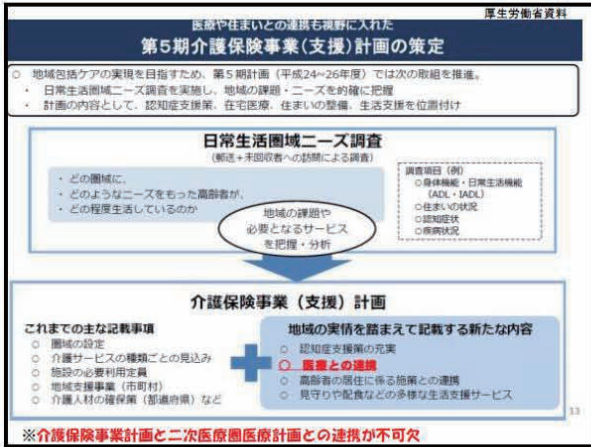 厚生労働省資料
医療や住まいとの連携も視野に入れた
第5期介護保険事業(支援)計画の策定
○ 地域包括ケアの実現を目指すため、第5期計画(平成24~26年度)では次の取組を推進。
・ 日常生活圏域ニーズ調査を実施し、地域の課題・ニーズを的確に把握
・ 計画の内容として、認知症支援策、在宅医療、住まいの整備、生活支援を位置付け
日常生活圏域ニーズ調査
(郵送+未回収者への訪問による調査)
・ どの圏域に、
・ どのようなニーズをもった高齢者が、
・ どの程度生活しているのか
調査項目(例)
○身体機能・日常生活機能
(ADL・IADL)
○住まいの状況
○認知症状
○疾病状況
地域の課題や
必要となるサービス
を把握・分析
介護保険事業(支援)計画
これまでの主な記載事項
○ 圏域の設定
○ 介護サービスの種類ごとの見込み
○ 施設の必要利用定員
○ 地域支援事業(市町村)
○ 介護人材の確保策(都道府県)など
地域の実情を踏まえて記載する新たな内容
○ 認知症支援策の充実
○ 医療との連携
○ 高齢者の居住に係る施策との連携
○ 見守りや配食などの多様な生活支援サービス
13
※介護保険事業計画と二次医療圏医療計画との連携が不可欠